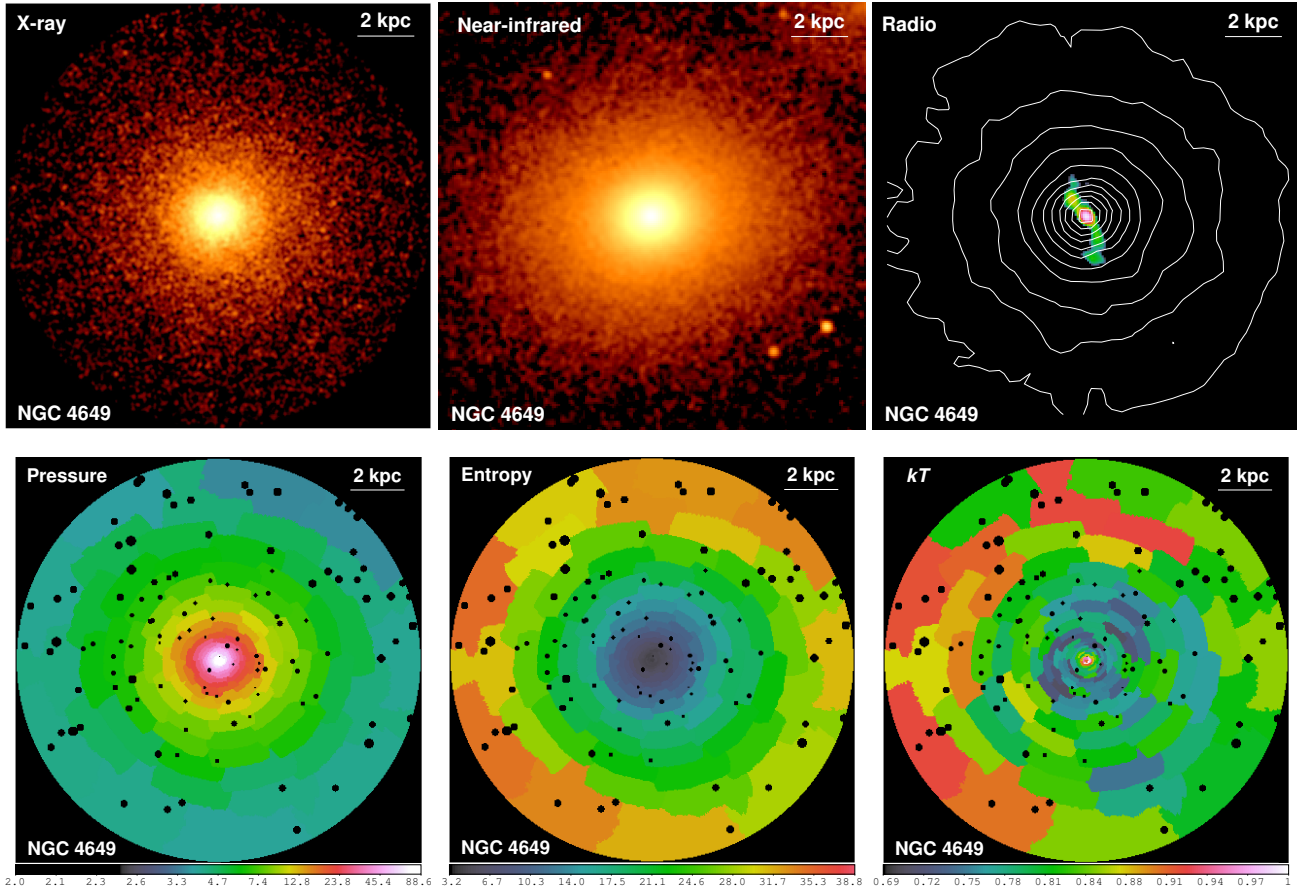 X-ray 2 kpc
NGC 4649
Near-infrared 2 kpc
NGC 4649
Radio 2 kpc
NGC 4649
Pressure 2 kpc
NGC 4649
2.0 2.1 2.3 2.6 3.3 4.7 7.4 12.8 23.8 45.4 88.6
Entropy 2 kpc
NGC 4649
3.2 6.7 10.3 14.0 17.5 21.1 24.6 28.0 31.7 35.3 38.8
kT 2 kpc
NGC 4649
0.69 0.72 0.75 0.78 0.81 0.84 0.88 0.91 0.94 0.97 1